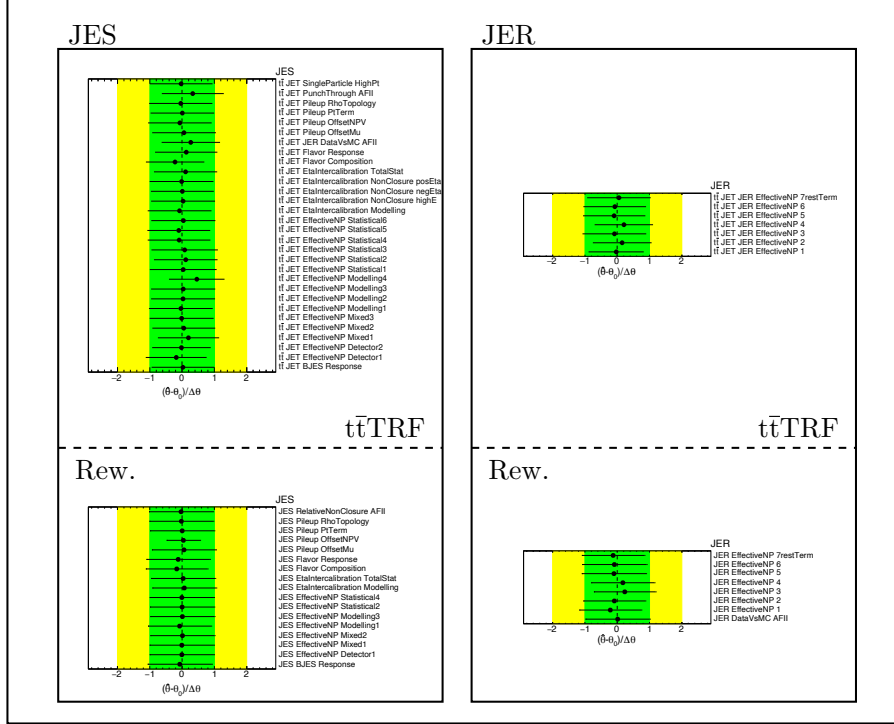 JES
JES
tt̄ JET SingleParticle HighPt
tt̄ JET PunchThrough AFII
tt̄ JET Pileup RhoTopology
tt̄ JET Pileup PtTerm
tt̄ JET Pileup OffsetNPV
tt̄ JET Pileup OffsetMu
tt̄ JET JER DataVsMC AFII
tt̄ JET Flavor Response
tt̄ JET Flavor Composition
tt̄ JET EtaIntercalibration TotalStat
tt̄ JET EtaIntercalibration NonClosure posEta
tt̄ JET EtaIntercalibration NonClosure negEta
tt̄ JET EtaIntercalibration NonClosure highE
tt̄ JET EtaIntercalibration Modelling
tt̄ JET EffectiveNP Statistical6
tt̄ JET EffectiveNP Statistical5
tt̄ JET EffectiveNP Statistical4
tt̄ JET EffectiveNP Statistical3
tt̄ JET EffectiveNP Statistical2
tt̄ JET EffectiveNP Statistical1
tt̄ JET EffectiveNP Modelling4
tt̄ JET EffectiveNP Modelling3
tt̄ JET EffectiveNP Modelling2
tt̄ JET EffectiveNP Modelling1
tt̄ JET EffectiveNP Mixed3
tt̄ JET EffectiveNP Mixed2
tt̄ JET EffectiveNP Mixed1
tt̄ JET EffectiveNP Detector2
tt̄ JET EffectiveNP Detector1
tt̄ JET BJES Response
−2 −1 0 1 2
(θ̂-θ₀)/Δθ
tt̄TRF
Rew.
JES
JES RelativeNonClosure AFII
JES Pileup RhoTopology
JES Pileup PtTerm
JES Pileup OffsetNPV
JES Pileup OffsetMu
JES Flavor Response
JES Flavor Composition
JES EtaIntercalibration TotalStat
JES EtaIntercalibration Modelling
JES EffectiveNP Statistical4
JES EffectiveNP Statistical2
JES EffectiveNP Modelling3
JES EffectiveNP Modelling1
JES EffectiveNP Mixed2
JES EffectiveNP Mixed1
JES EffectiveNP Detector1
JES BJES Response
−2 −1 0 1 2
(θ̂-θ₀)/Δθ
JER
JER
tt̄ JET JER EffectiveNP 7restTerm
tt̄ JET JER EffectiveNP 6
tt̄ JET JER EffectiveNP 5
tt̄ JET JER EffectiveNP 4
tt̄ JET JER EffectiveNP 3
tt̄ JET JER EffectiveNP 2
tt̄ JET JER EffectiveNP 1
−2 −1 0 1 2
(θ̂-θ₀)/Δθ
tt̄TRF
Rew.
JER
JER EffectiveNP 7restTerm
JER EffectiveNP 6
JER EffectiveNP 5
JER EffectiveNP 4
JER EffectiveNP 3
JER EffectiveNP 2
JER EffectiveNP 1
JER DataVsMC AFII
−2 −1 0 1 2
(θ̂-θ₀)/Δθ